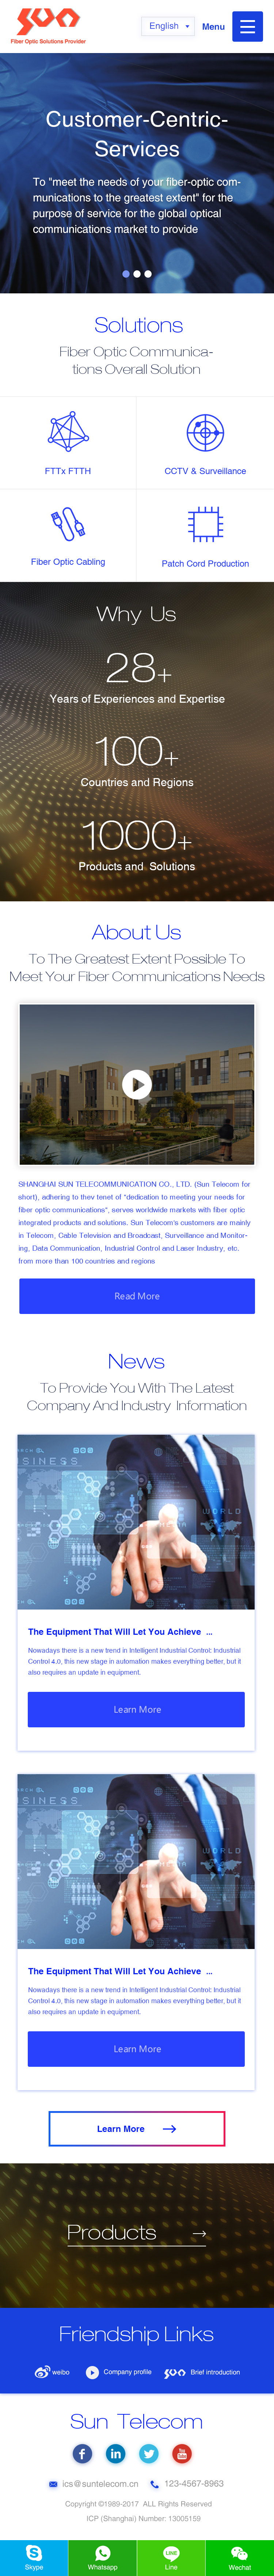 sun
Fiber Optic Solutions Provider
English
Menu
Customer-Centric-
Services
To "meet the needs of your fiber-optic com-
munications to the greatest extent" for the
purpose of service for the global optical
communications market to provide
Solutions
Fiber Optic Communica-
tions Overall Solution
FTTx FTTH
CCTV & Surveillance
Fiber Optic Cabling
Patch Cord Production
Why Us
28+
Years of Experiences and Expertise
100+
Countries and Regions
1000+
Products and Solutions
About Us
To The Greatest Extent Possible To
Meet Your Fiber Communications Needs
SHANGHAI SUN TELECOMMUNICATION CO., LTD. (Sun Telecom for
short), adhering to thev tenet of "dedication to meeting your needs for
fiber optic communications", serves worldwide markets with fiber optic
integrated products and solutions. Sun Telecom's customers are mainly
in Telecom, Cable Television and Broadcast, Surveillance and Monitor-
ing, Data Communication, Industrial Control and Laser Industry, etc.
from more than 100 countries and regions
Read More
News
To Provide You With The Latest
Company And Industry Information
BUSINESS
The Equipment That Will Let You Achieve ...
Nowadays there is a new trend in Intelligent Industrial Control: Industrial
Control 4.0, this new stage in automation makes everything better, but it
also requires an update in equipment.
Learn More
BUSINESS
The Equipment That Will Let You Achieve ...
Nowadays there is a new trend in Intelligent Industrial Control: Industrial
Control 4.0, this new stage in automation makes everything better, but it
also requires an update in equipment.
Learn More
Learn More
Products
Friendship Links
weibo
Company profile
sun
Brief introduction
Sun Telecom
ics@suntelecom.cn
123-4567-8963
Copyright ©1989-2017 ALL Rights Reserved
ICP (Shanghai) Number: 13005159
Skype
Whatsapp
LINE
Line
Wechat